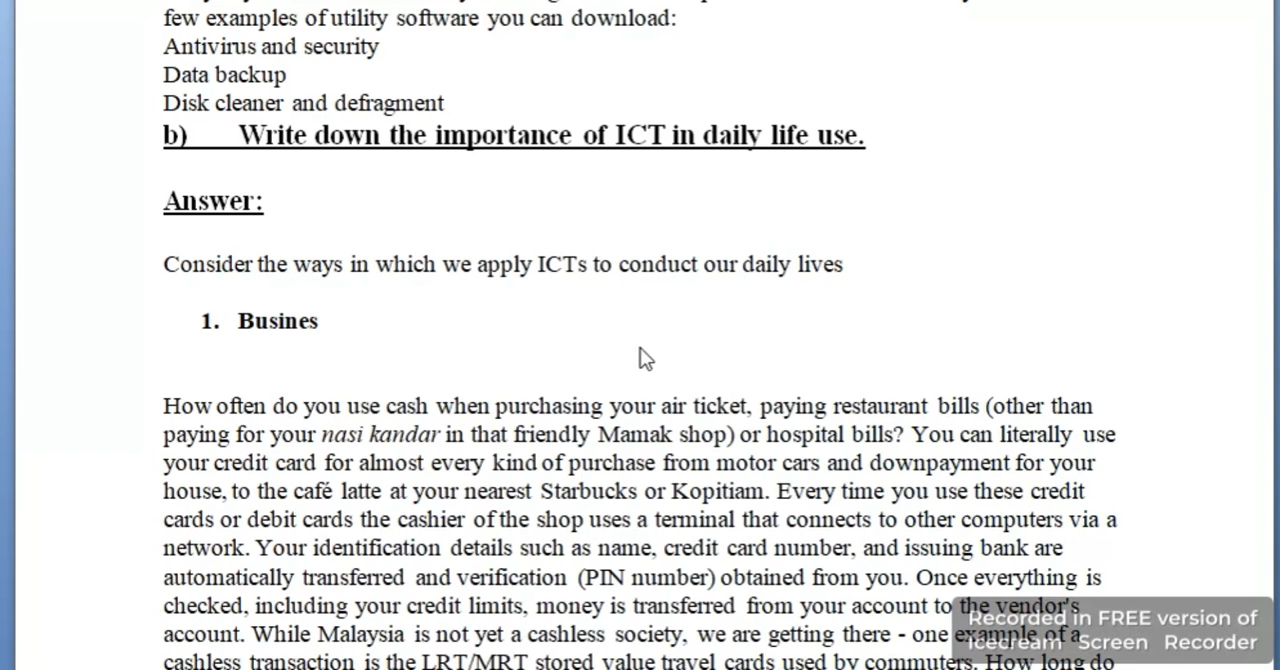 few examples of utility software you can download:
Antivirus and security
Data backup
Disk cleaner and defragment
b) Write down the importance of ICT in daily life use.
Answer:
Consider the ways in which we apply ICTs to conduct our daily lives
1. Busines
How often do you use cash when purchasing your air ticket, paying restaurant bills (other than
paying for your nasi kandar in that friendly Mamak shop) or hospital bills? You can literally use
your credit card for almost every kind of purchase from motor cars and downpayment for your
house, to the café latte at your nearest Starbucks or Kopitiam. Every time you use these credit
cards or debit cards the cashier of the shop uses a terminal that connects to other computers via a
network. Your identification details such as name, credit card number, and issuing bank are
automatically transferred and verification (PIN number) obtained from you. Once everything is
checked, including your credit limits, money is transferred from your account to the vendor's
account. While Malaysia is not yet a cashless society, we are getting there - one example of a
cashless transaction is the LRT/MRT stored value travel cards used by commuters. How long do
Recorded in FREE version of
Icecream Screen Recorder